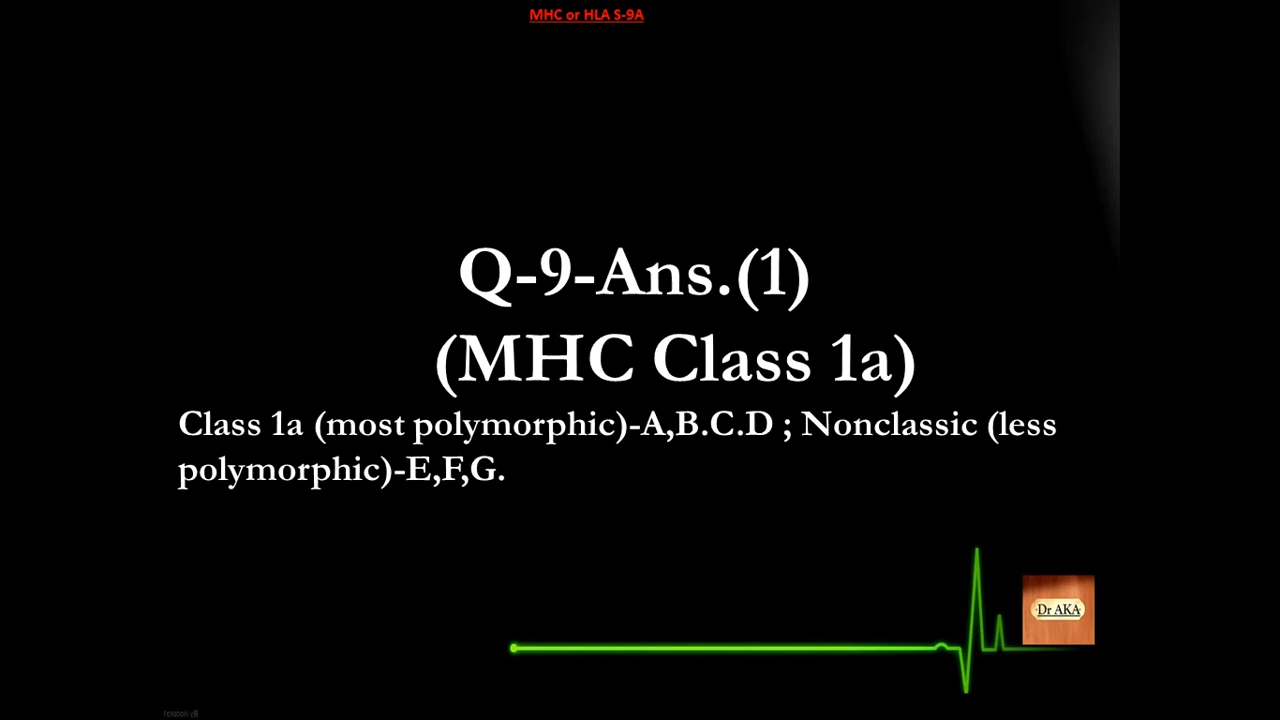 MHC or HLA S-9A
Q-9-Ans.(1)
(MHC Class 1a)
Class 1a (most polymorphic)-A,B.C.D ; Nonclassic (less
polymorphic)-E,F,G.
Dr AKA